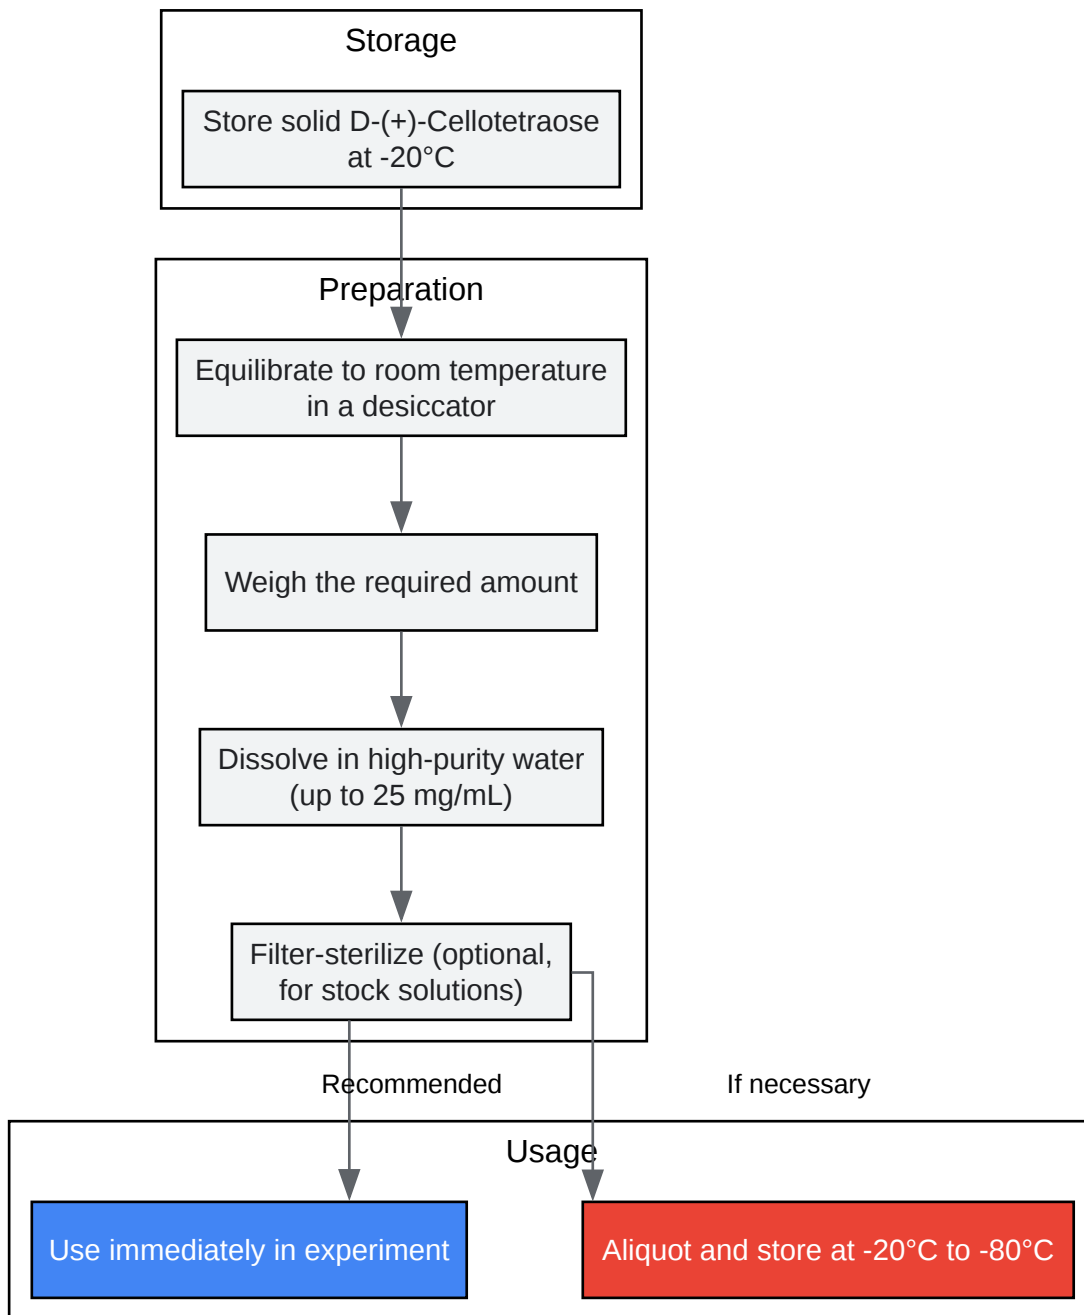 Storage
Store solid D-(+)-Cellotetraose
at -20°C
Preparation
Equilibrate to room temperature
in a desiccator
Weigh the required amount
Dissolve in high-purity water
(up to 25 mg/mL)
Filter-sterilize (optional,
for stock solutions)
Recommended
If necessary
Usage
Use immediately in experiment
Aliquot and store at -20°C to -80°C